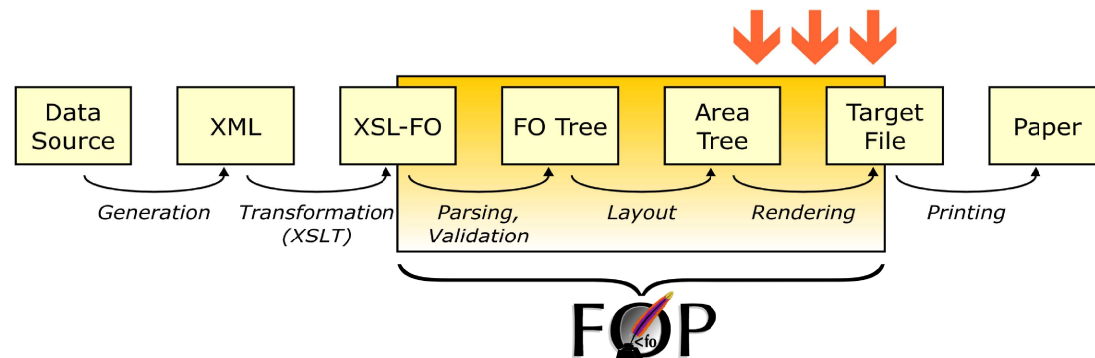 Data
Source
XML
XSL-FO
FO Tree
Area
Tree
Target
File
Paper
Generation
Transformation
(XSLT)
Parsing,
Validation
Layout
Rendering
Printing
FOP
<fo